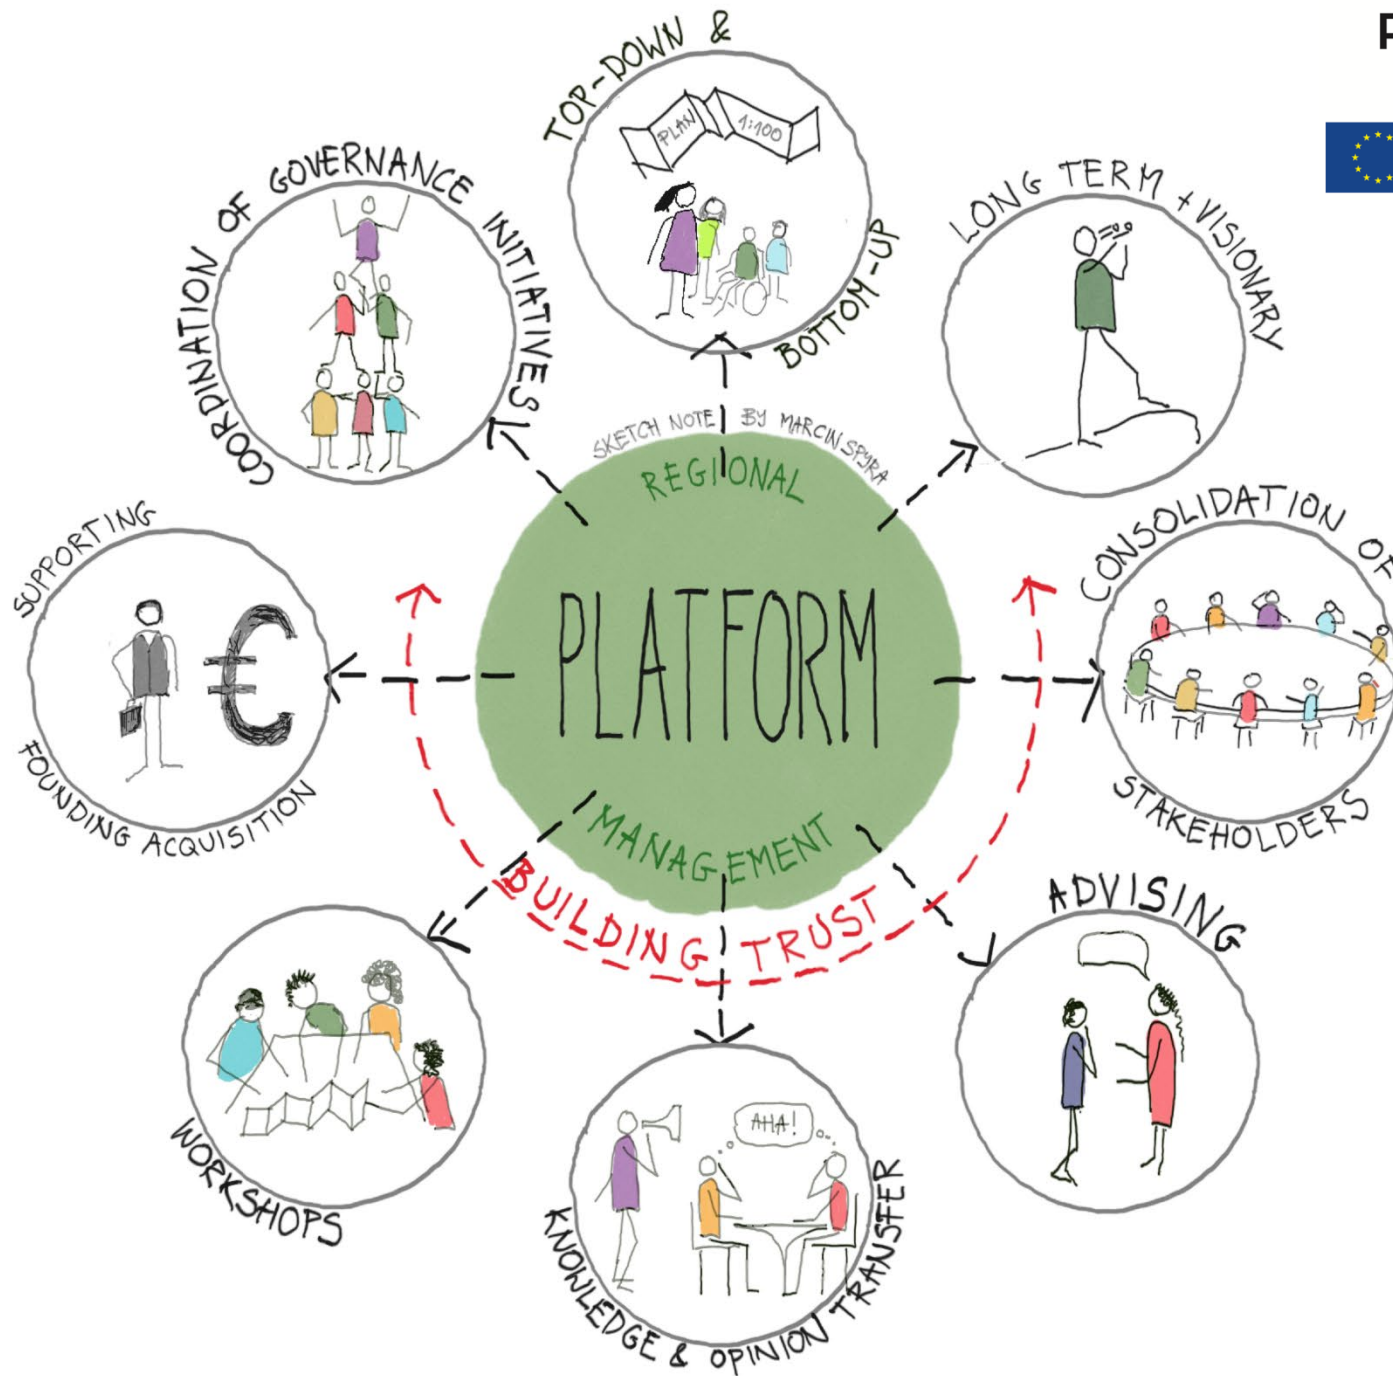 P
TOP-DOWN &
BOTTOM-UP
PLAN 1:100
COORDINATION OF GOVERNANCE INITIATIVES
LONG TERM + VISIONARY
SKETCH NOTE BY MARCIN SPYRA
REGIONAL
PLATFORM
MANAGEMENT
BUILDING TRUST
SUPPORTING
FOUNDING ACQUISITION
CONSOLIDATION OF
STAKEHOLDERS
WORKSHOPS
ADVISING
AHA!
KNOWLEDGE & OPINION TRANSFER